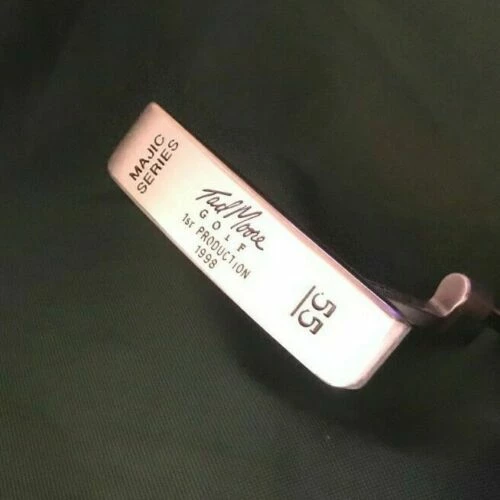 MAJIC
SERIES
Tad Moore
GOLF
1ST PRODUCTION
1998
55